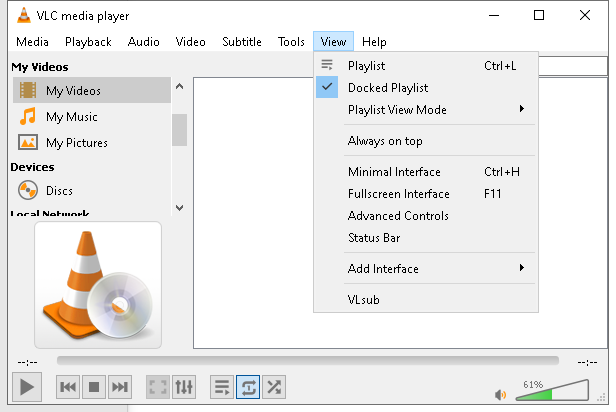 VLC media player
Media Playback Audio Video Subtitle Tools View Help
My Videos
My Videos
My Music
My Pictures
Devices
Discs
Local Network
Playlist Ctrl+L
Docked Playlist
Playlist View Mode
Always on top
Minimal Interface Ctrl+H
Fullscreen Interface F11
Advanced Controls
Status Bar
Add Interface
VLsub
--:-- --:--
61%